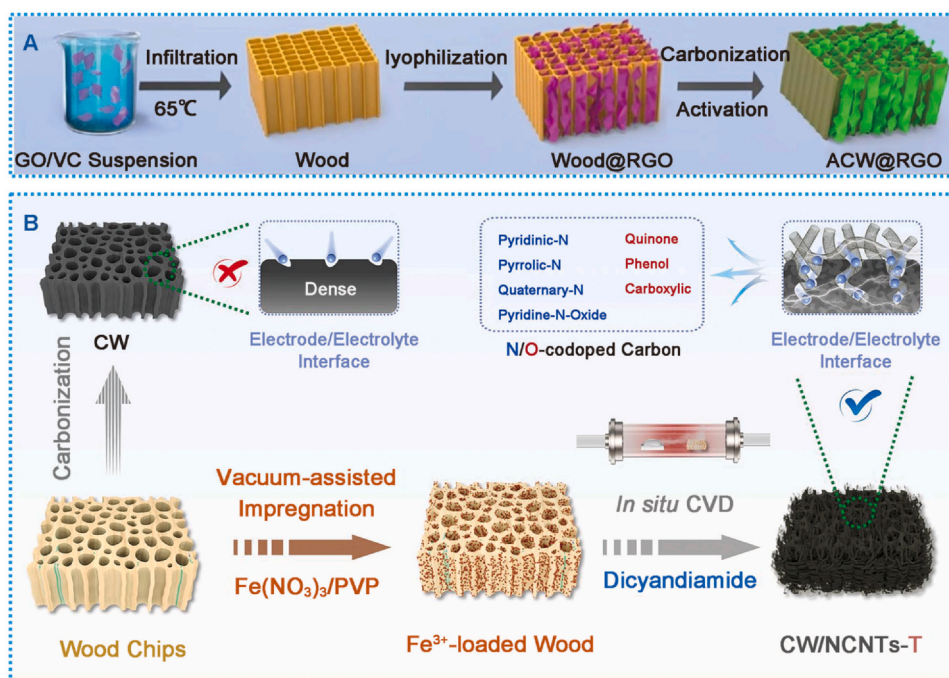 A
Infiltration
65℃
lyophilization
Carbonization
Activation
GO/VC Suspension
Wood
Wood@RGO
ACW@RGO
B
Dense
Pyridinic-N
Quinone
Pyrrolic-N
Phenol
Quaternary-N
Carboxylic
Pyridine-N-Oxide
CW
Electrode/Electrolyte
Interface
N/O-codoped Carbon
Electrode/Electrolyte
Interface
Carbonization
Vacuum-assisted
Impregnation
Fe(NO₃)₃/PVP
In situ CVD
Dicyandiamide
Wood Chips
Fe³⁺-loaded Wood
CW/NCNTs-T